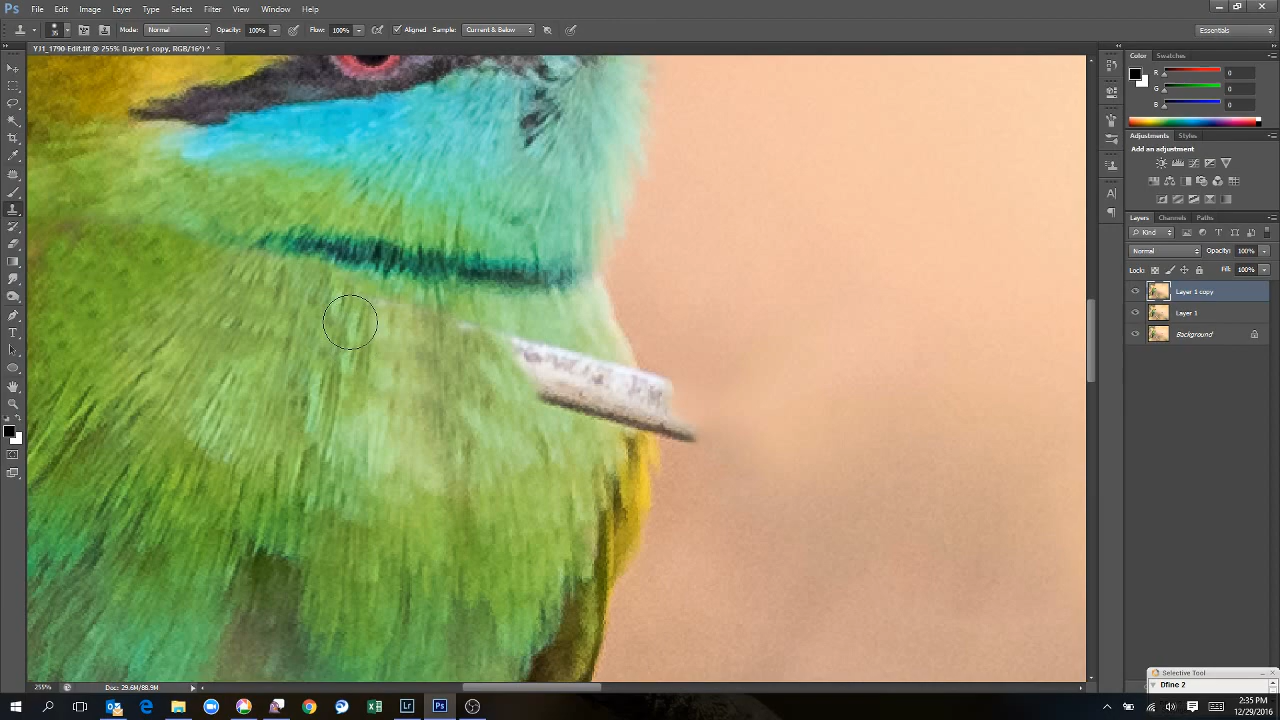 Ps File Edit Image Layer Type Select Filter View Window Help
35 Mode: Normal Opacity: 100% Flow: 100% Aligned Sample: Current & Below Essentials
YJ1_1790-Edit.tif @ 255% (Layer 1 copy, RGB/16*) * ×
Color Swatches
R 0
G 0
B 0
Adjustments Styles
Add an adjustment
Layers Channels Paths
Kind
Normal Opacity: 100%
Lock: Fill: 100%
Layer 1 copy
Layer 1
Background
255% Doc: 29.6M/88.9M
Selective Tool
Dfine 2
2:35 PM
12/29/2016